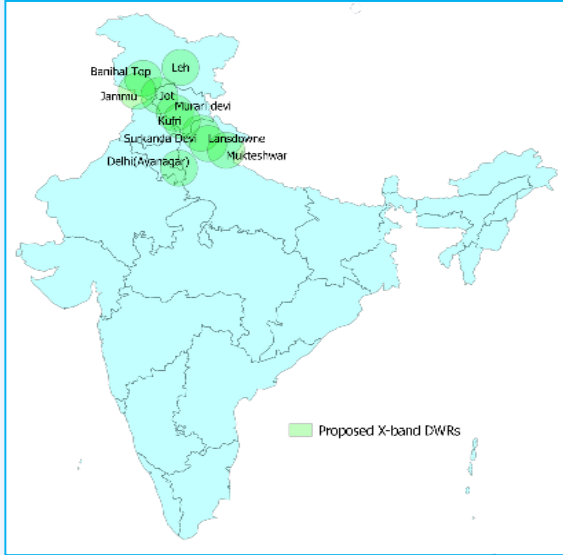 Leh
Banihal Top
Jammu
Jot
Murari devi
Kufri
Surkanda Devi
Lansdowne
Mukteshwar
Delhi(Ayanagar)
Proposed X-band DWRs